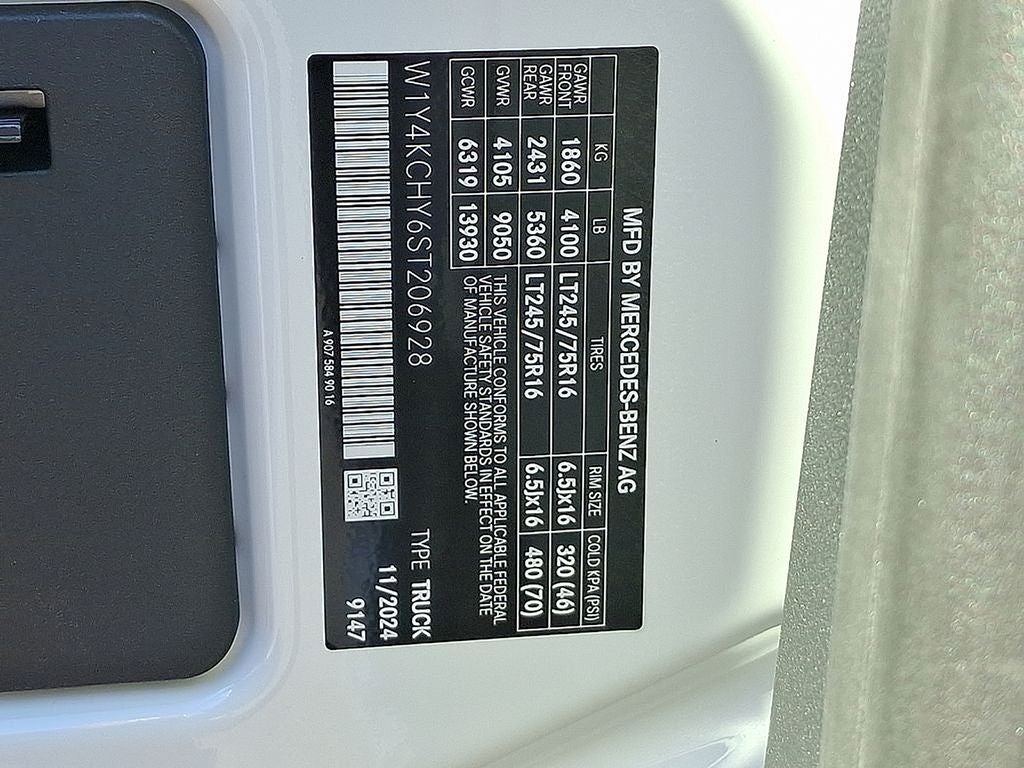 MFD BY MERCEDES-BENZ AG
KG LB TIRES RIM SIZE COLD KPA (PSI)
GAWR FRONT 1860 4100 LT245/75R16 6.5Jx16 320 (46)
GAWR REAR 2431 5360 LT245/75R16 6.5Jx16 480 (70)
GVWR 4105 9050
GCWR 6319 13930
THIS VEHICLE CONFORMS TO ALL APPLICABLE FEDERAL
VEHICLE SAFETY STANDARDS IN EFFECT ON THE DATE
OF MANUFACTURE SHOWN BELOW.
W1Y4KCHY6ST206928 TYPE TRUCK
11/2024
9147
A 907 584 90 16